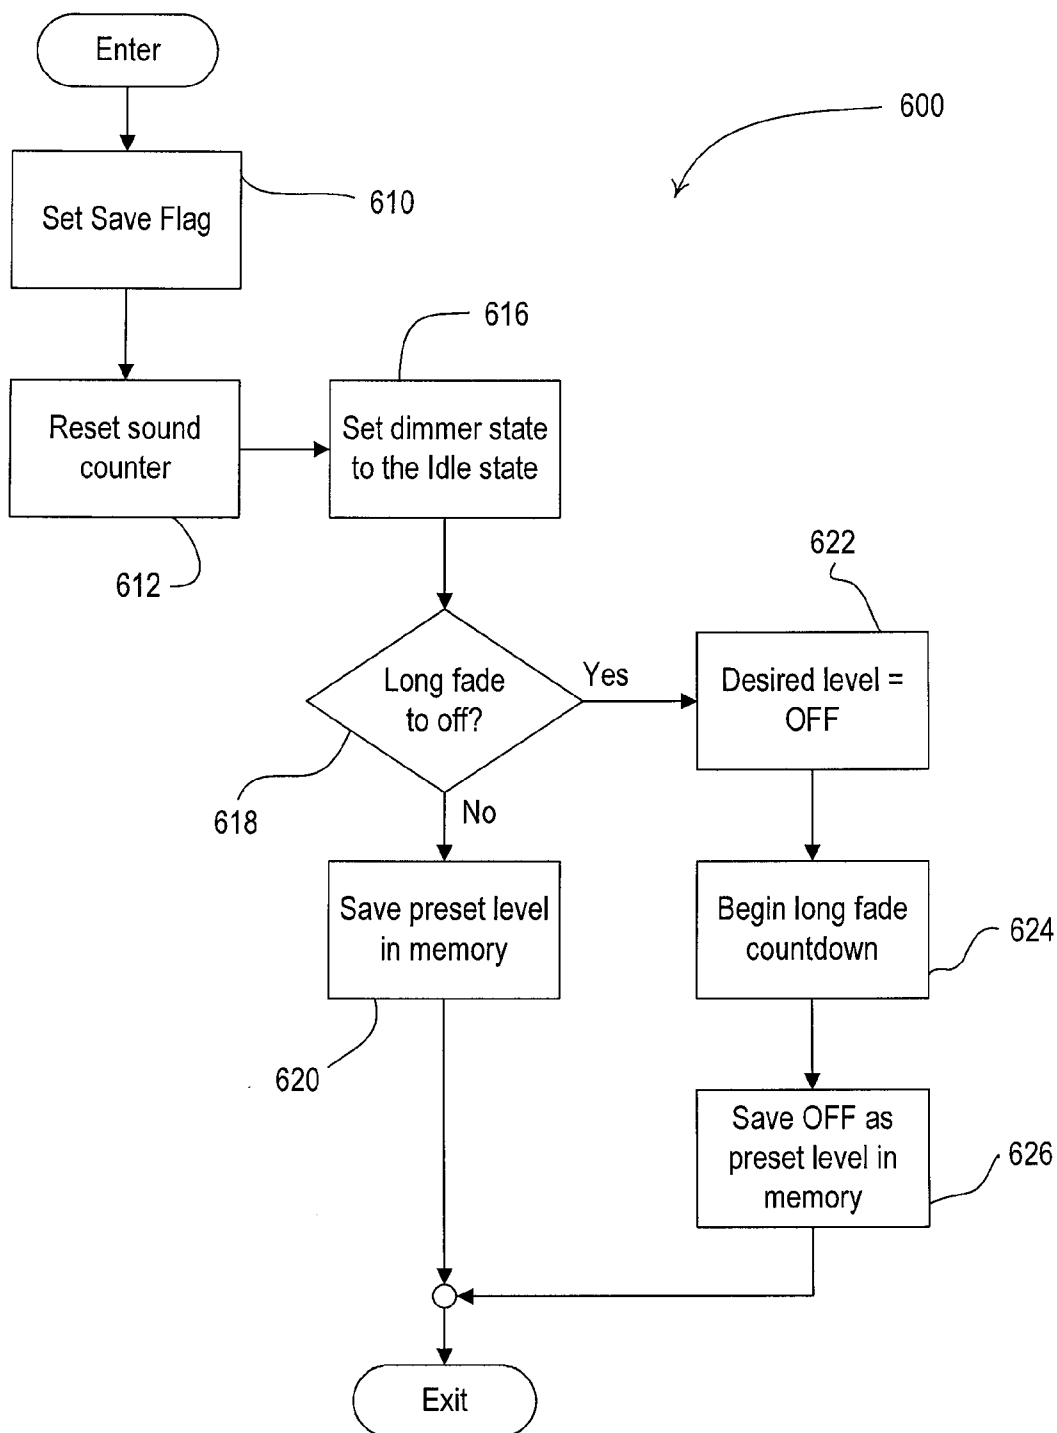 Enter
600
Set Save Flag
610
616
Reset sound
counter
Set dimmer state
to the Idle state
612
622
Long fade
to off?
Yes
Desired level =
OFF
618
No
Save preset level
in memory
Begin long fade
countdown
624
620
Save OFF as
preset level in
memory
626
Exit